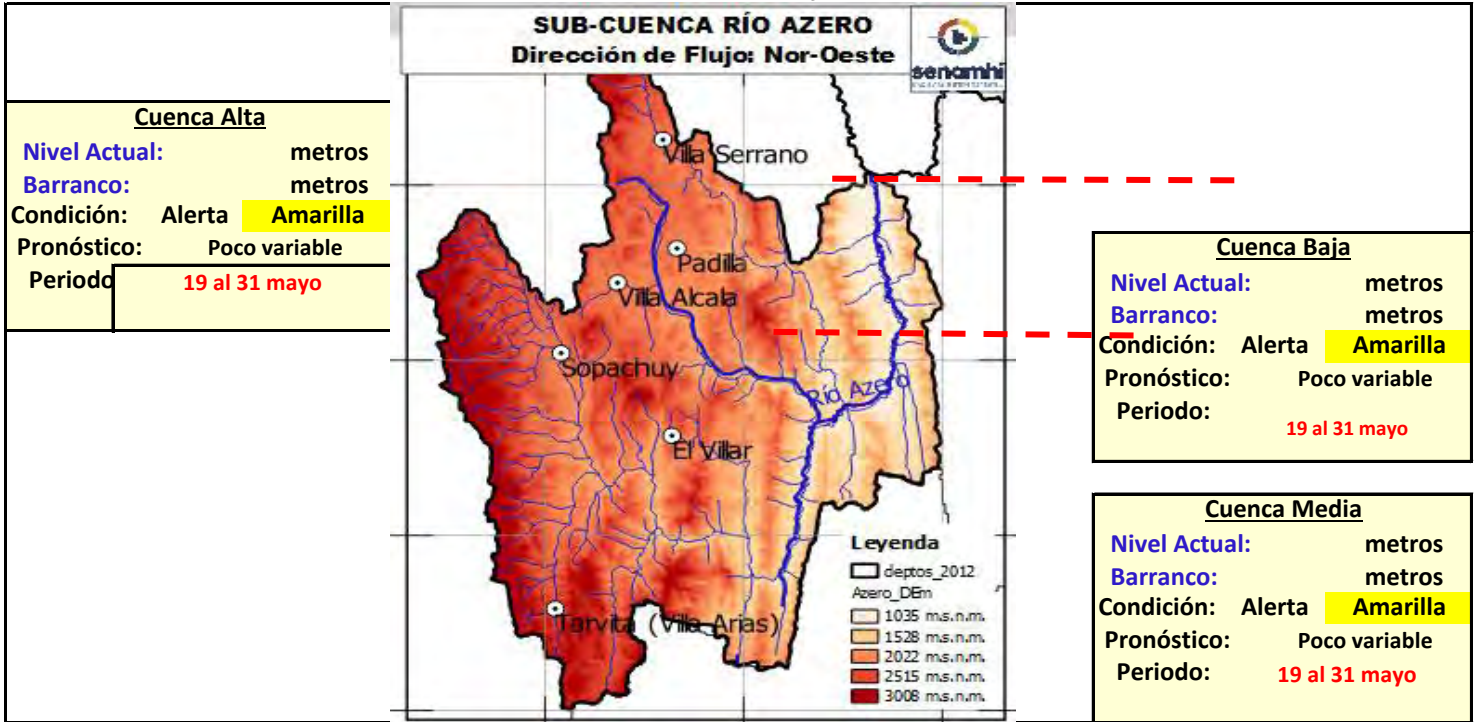 SUB-CUENCA RÍO AZERO
Dirección de Flujo: Nor-Oeste
senamhi
Cuenca Alta
Nivel Actual: metros
Barranco: metros
Condición: Alerta Amarilla
Pronóstico: Poco variable
Periodo 19 al 31 mayo
Villa Serrano
Padilla
Villa Alcala
Sopachuy
Río Azero
El Villar
Tarvita (Villa Arias)
Leyenda
deptos_2012
Azero_DEm
1035 m.s.n.m.
1528 m.s.n.m.
2022 m.s.n.m.
2515 m.s.n.m.
3008 m.s.n.m.
Cuenca Baja
Nivel Actual: metros
Barranco: metros
Condición: Alerta Amarilla
Pronóstico: Poco variable
Periodo:
19 al 31 mayo
Cuenca Media
Nivel Actual: metros
Barranco: metros
Condición: Alerta Amarilla
Pronóstico: Poco variable
Periodo: 19 al 31 mayo